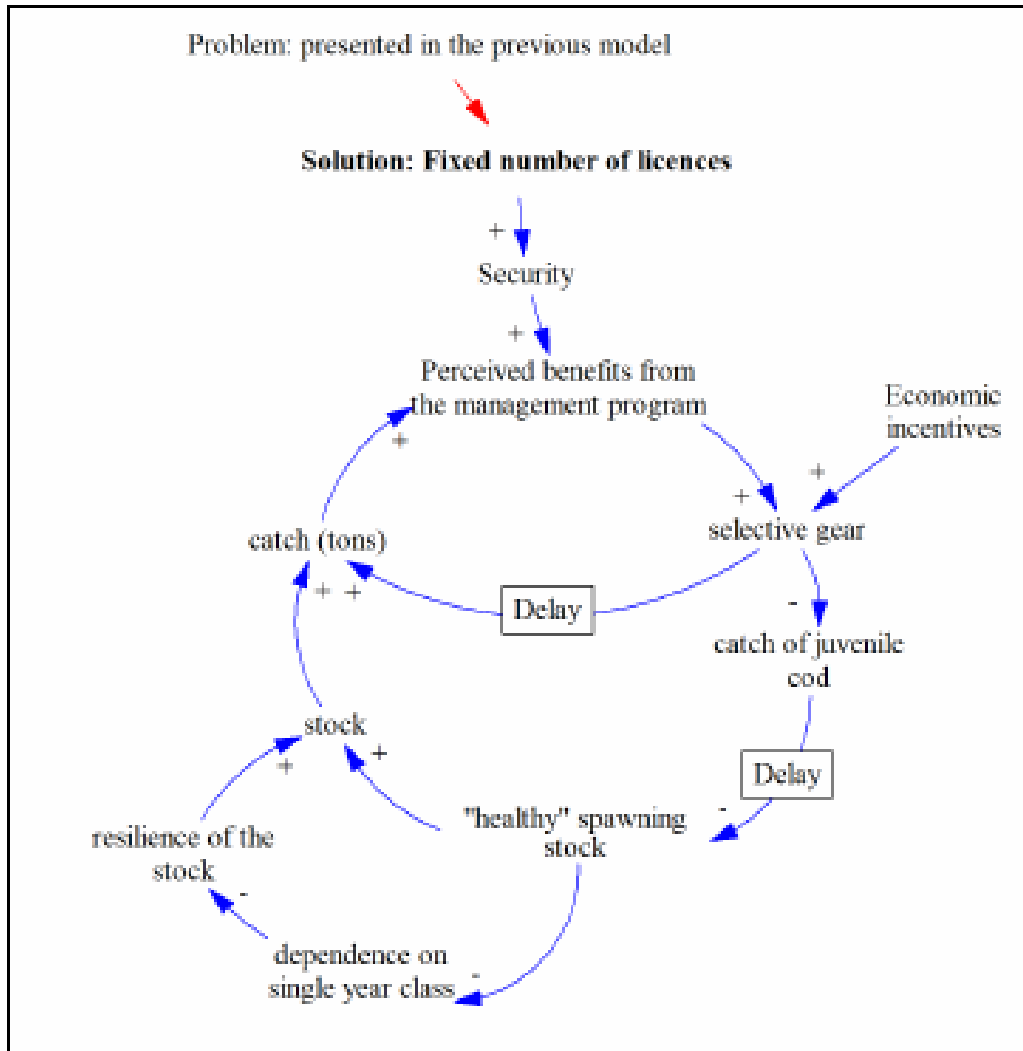 Problem: presented in the previous model
Solution: Fixed number of licences
+
Security
+
Perceived benefits from
the management program
+
Economic
incentives
+
+
selective gear
catch (tons)
+ +
Delay
-
catch of juvenile
cod
stock
+
+
Delay
-
"healthy" spawning
stock
resilience of the
stock
-
dependence on
single year class
-